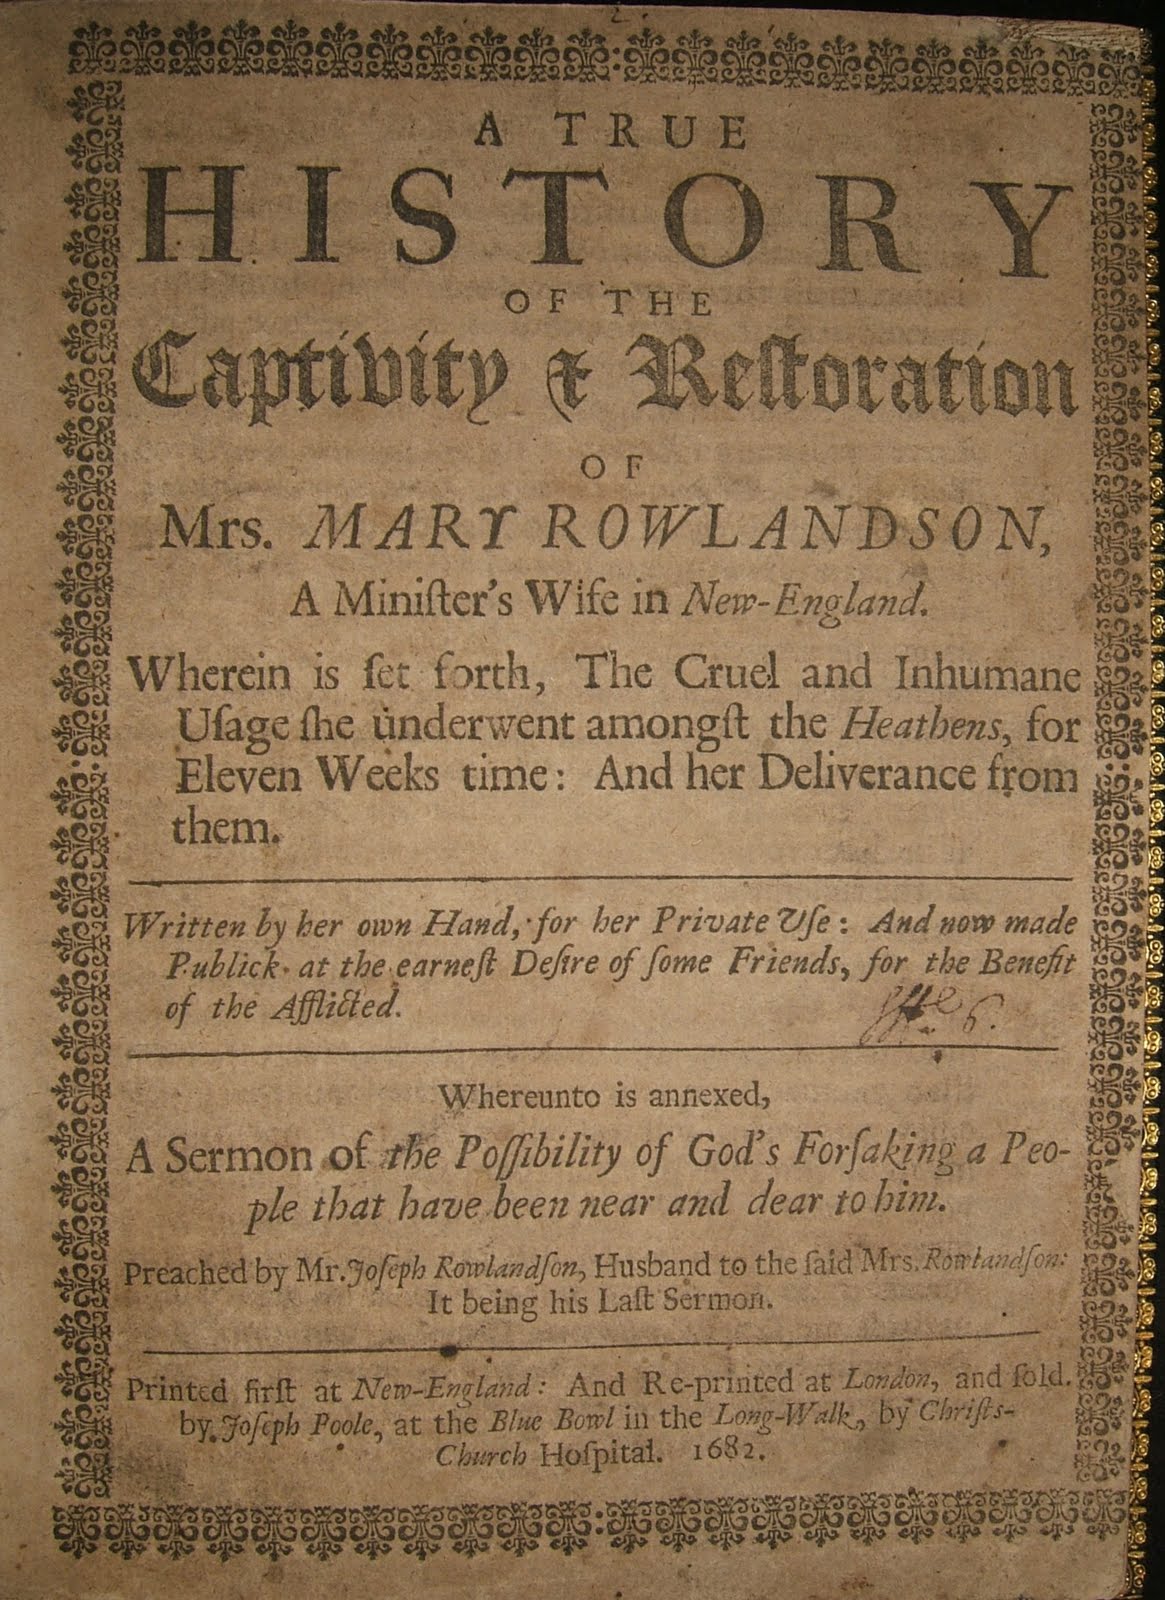 2.
A TRUE
HISTORY
OF THE
Captivity & Reſtoration
OF
Mrs. MARY ROWLANDSON,
A Miniſter's Wife in New-England.
Wherein is ſet forth, The Cruel and Inhumane
Uſage ſhe underwent amongſt the Heathens, for
Eleven Weeks time: And her Deliverance from
them.
Written by her own Hand, for her Private Uſe: And now made
Publick at the earneſt Deſire of ſome Friends, for the Benefit
of the Afflicted.
6.
Whereunto is annexed,
A Sermon of the Poſſibility of God's Forſaking a Peo-
ple that have been near and dear to him.
Preached by Mr. Joſeph Rowlandſon, Husband to the ſaid Mrs. Rowlandſon:
It being his Laſt Sermon.
Printed firſt at New-England: And Re-printed at London, and ſold
by Joſeph Poole, at the Blue Bowl in the Long-Walk, by Chriſts-
Church Hoſpital. 1682.